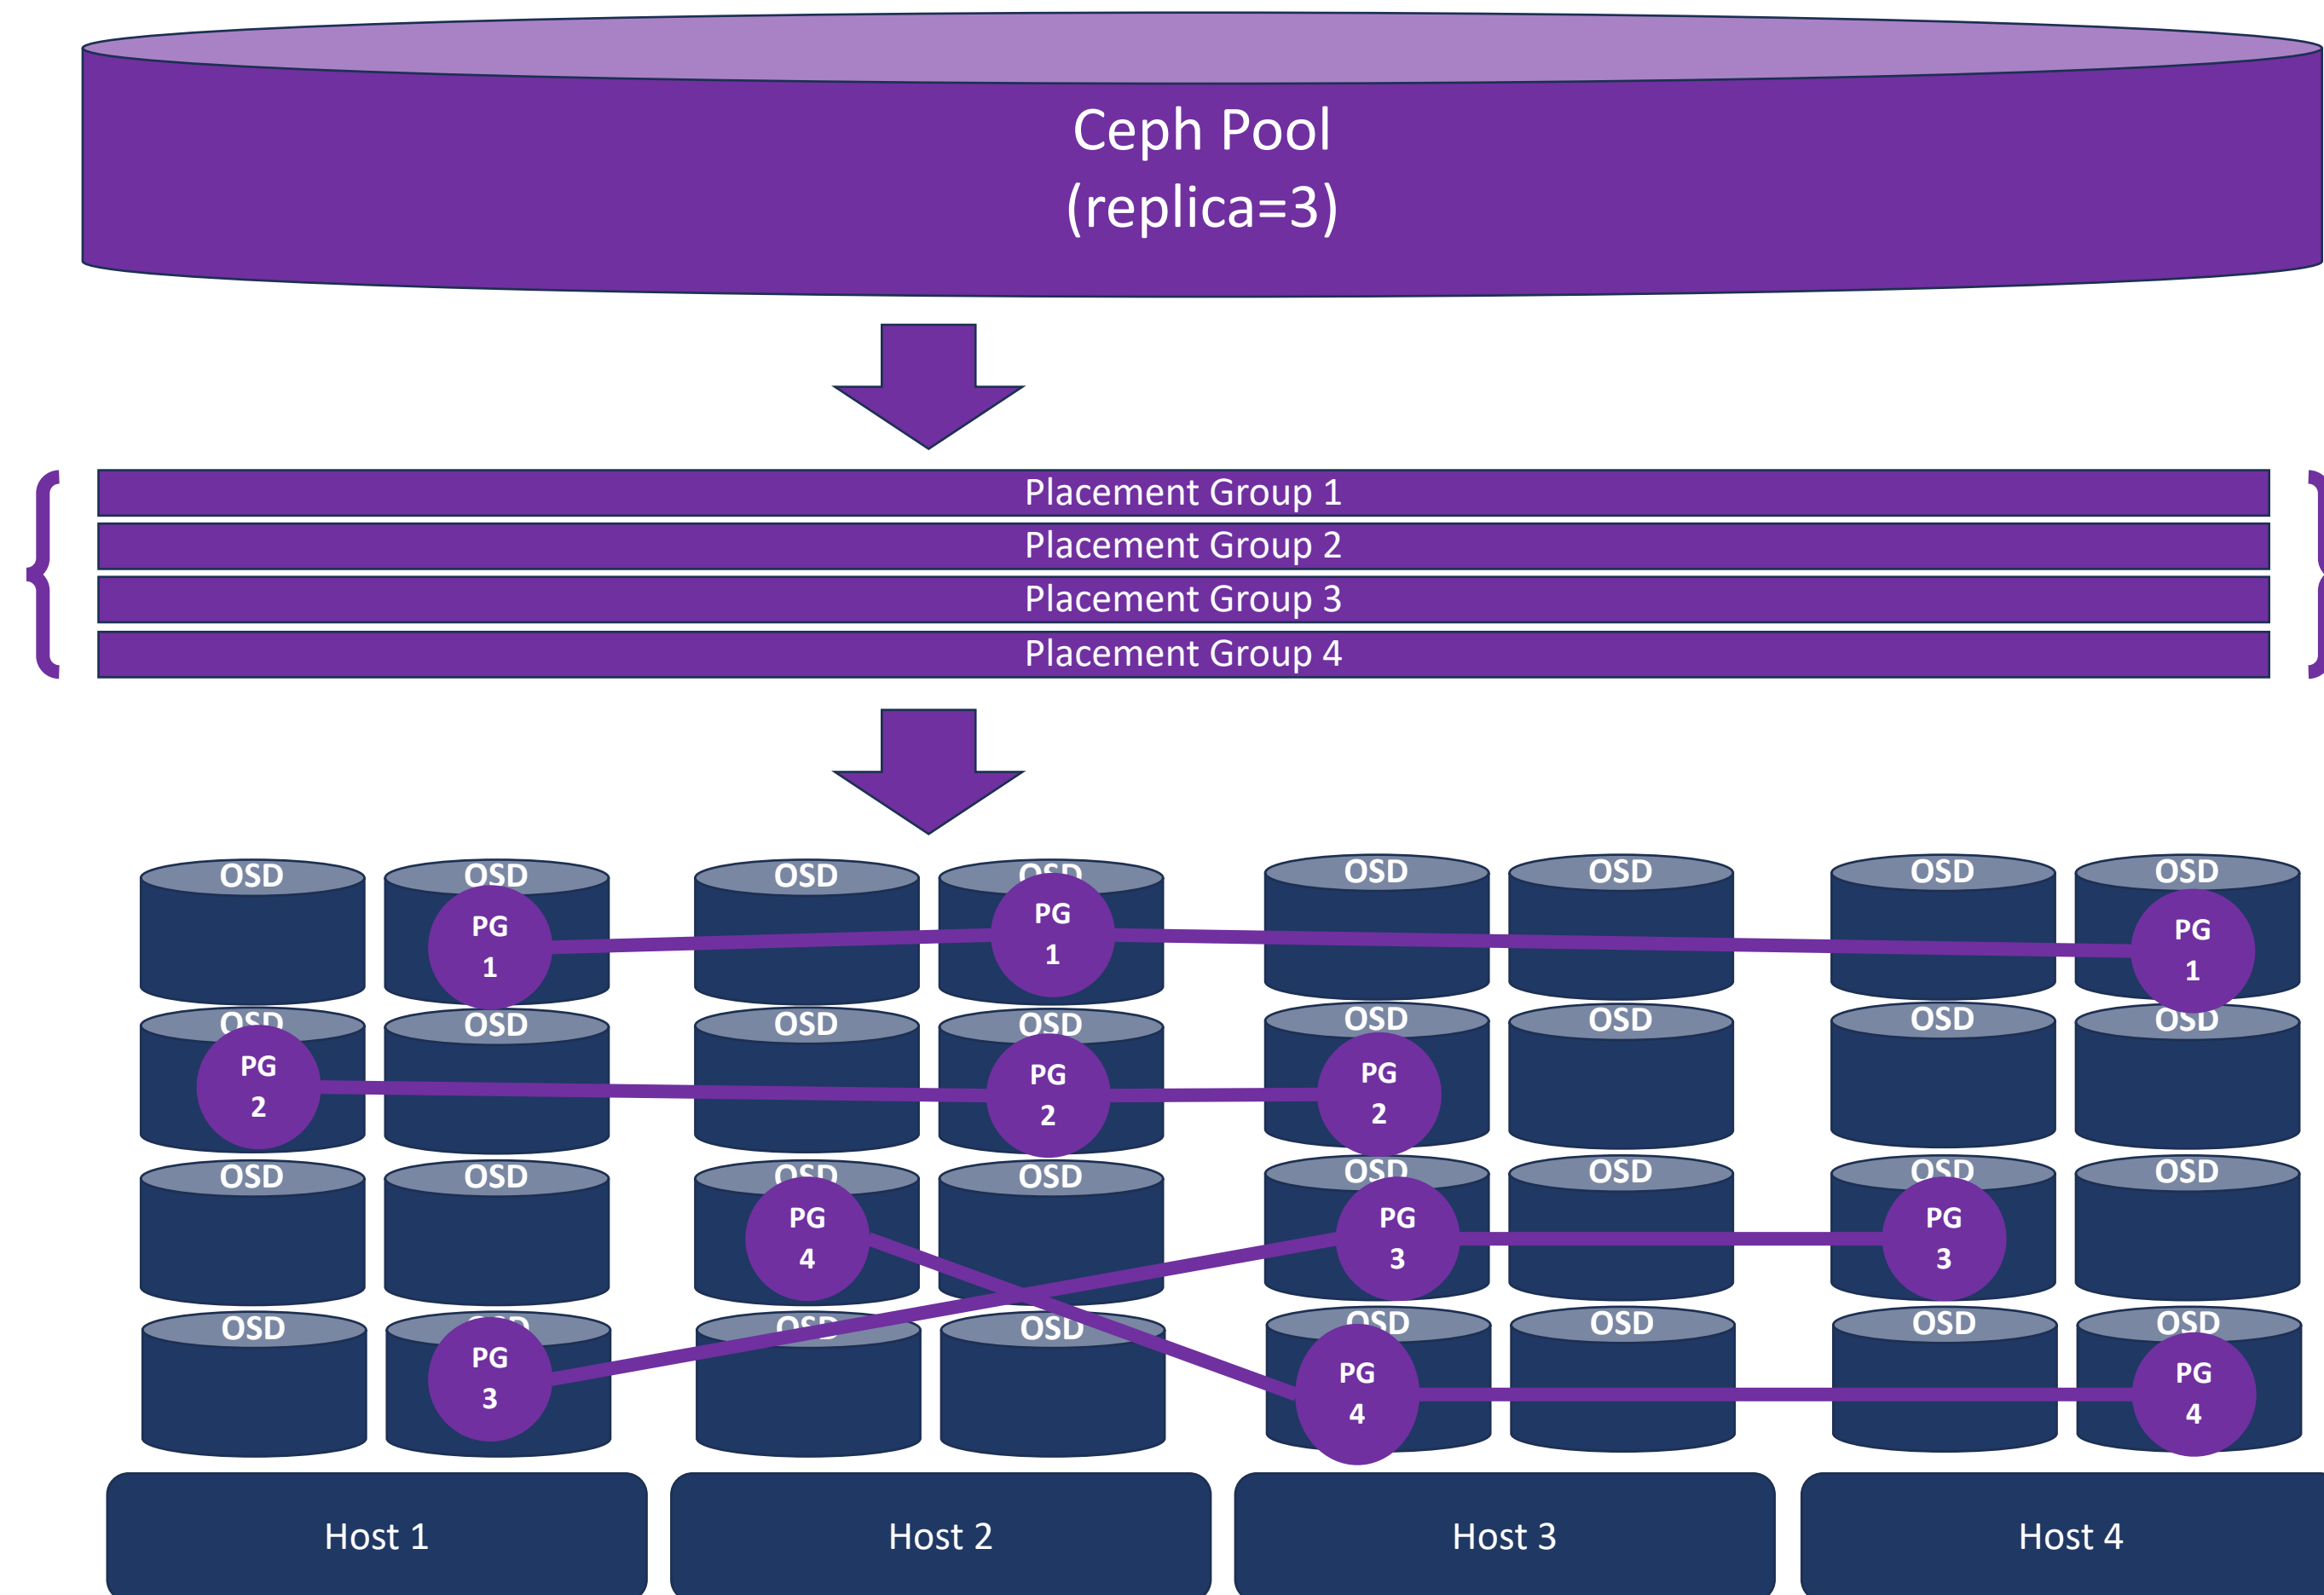 Ceph Pool
(replica=3)
Placement Group 1
Placement Group 2
Placement Group 3
Placement Group 4
OSD
OSD
OSD
OSD
OSD
OSD
OSD
OSD
PG
1
PG
1
PG
1
OSD
OSD
OSD
OSD
OSD
OSD
OSD
OSD
PG
2
PG
2
PG
2
OSD
OSD
OSD
OSD
OSD
OSD
OSD
OSD
PG
4
PG
3
PG
3
OSD
OSD
OSD
OSD
OSD
OSD
OSD
OSD
PG
3
PG
4
PG
4
Host 1
Host 2
Host 3
Host 4